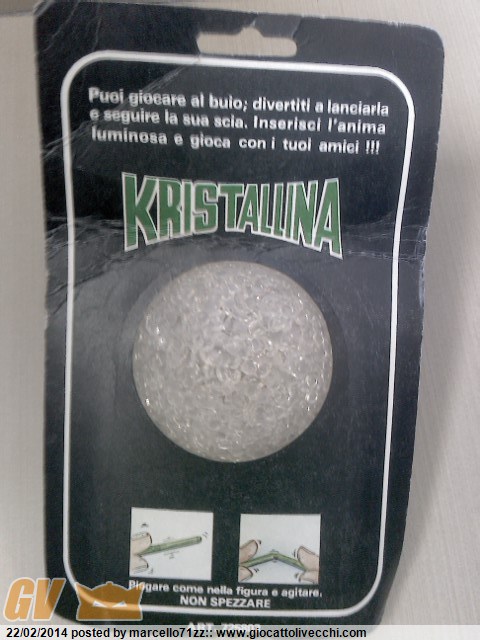 Puoi giocare al buio; divertiti a lanciarla
e seguire la sua scia. Inserisci l'anima
luminosa e gioca con i tuoi amici !!!
KRISTALLINA
Piegare come nella figura e agitare.
NON SPEZZARE
ART.
GV
22/02/2014 posted by marcello71zz:: www.giocattolivecchi.com